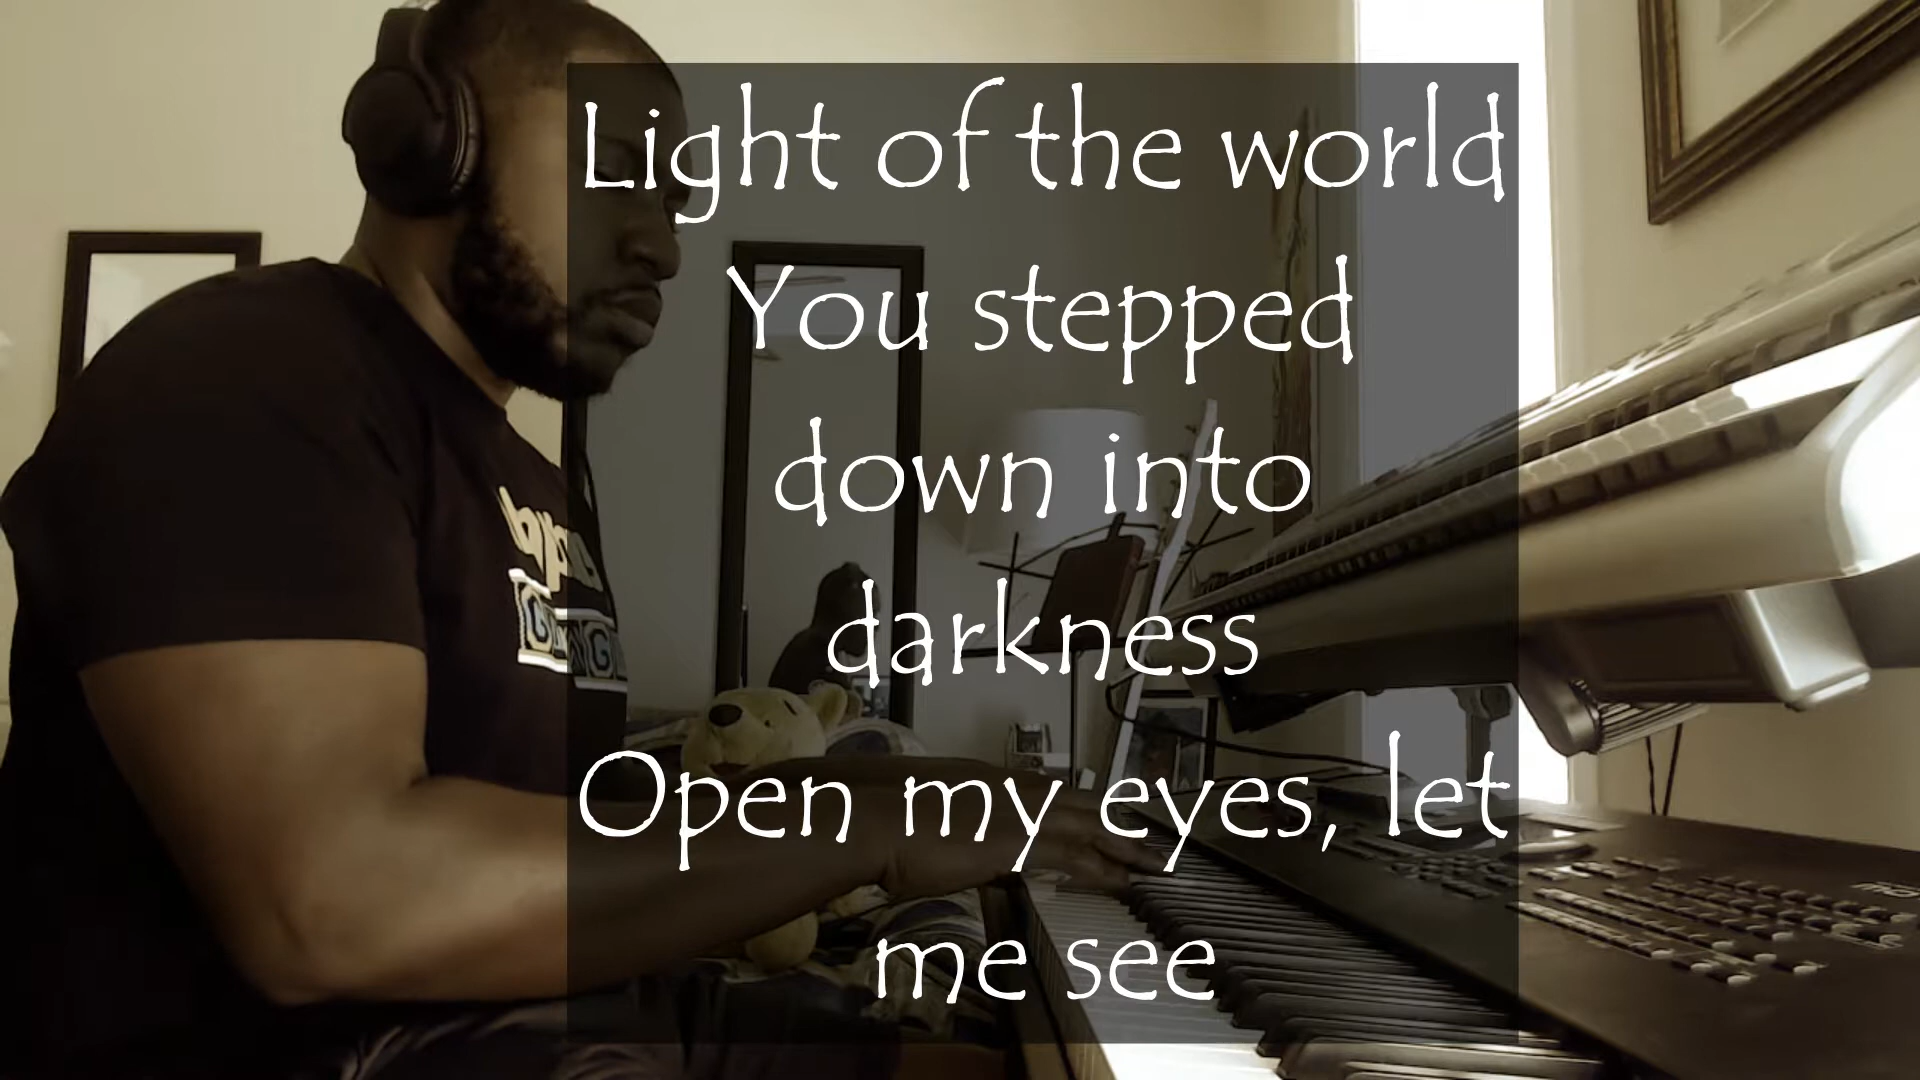 Light of the world
You stepped
down into
darkness
Open my eyes, let
me see